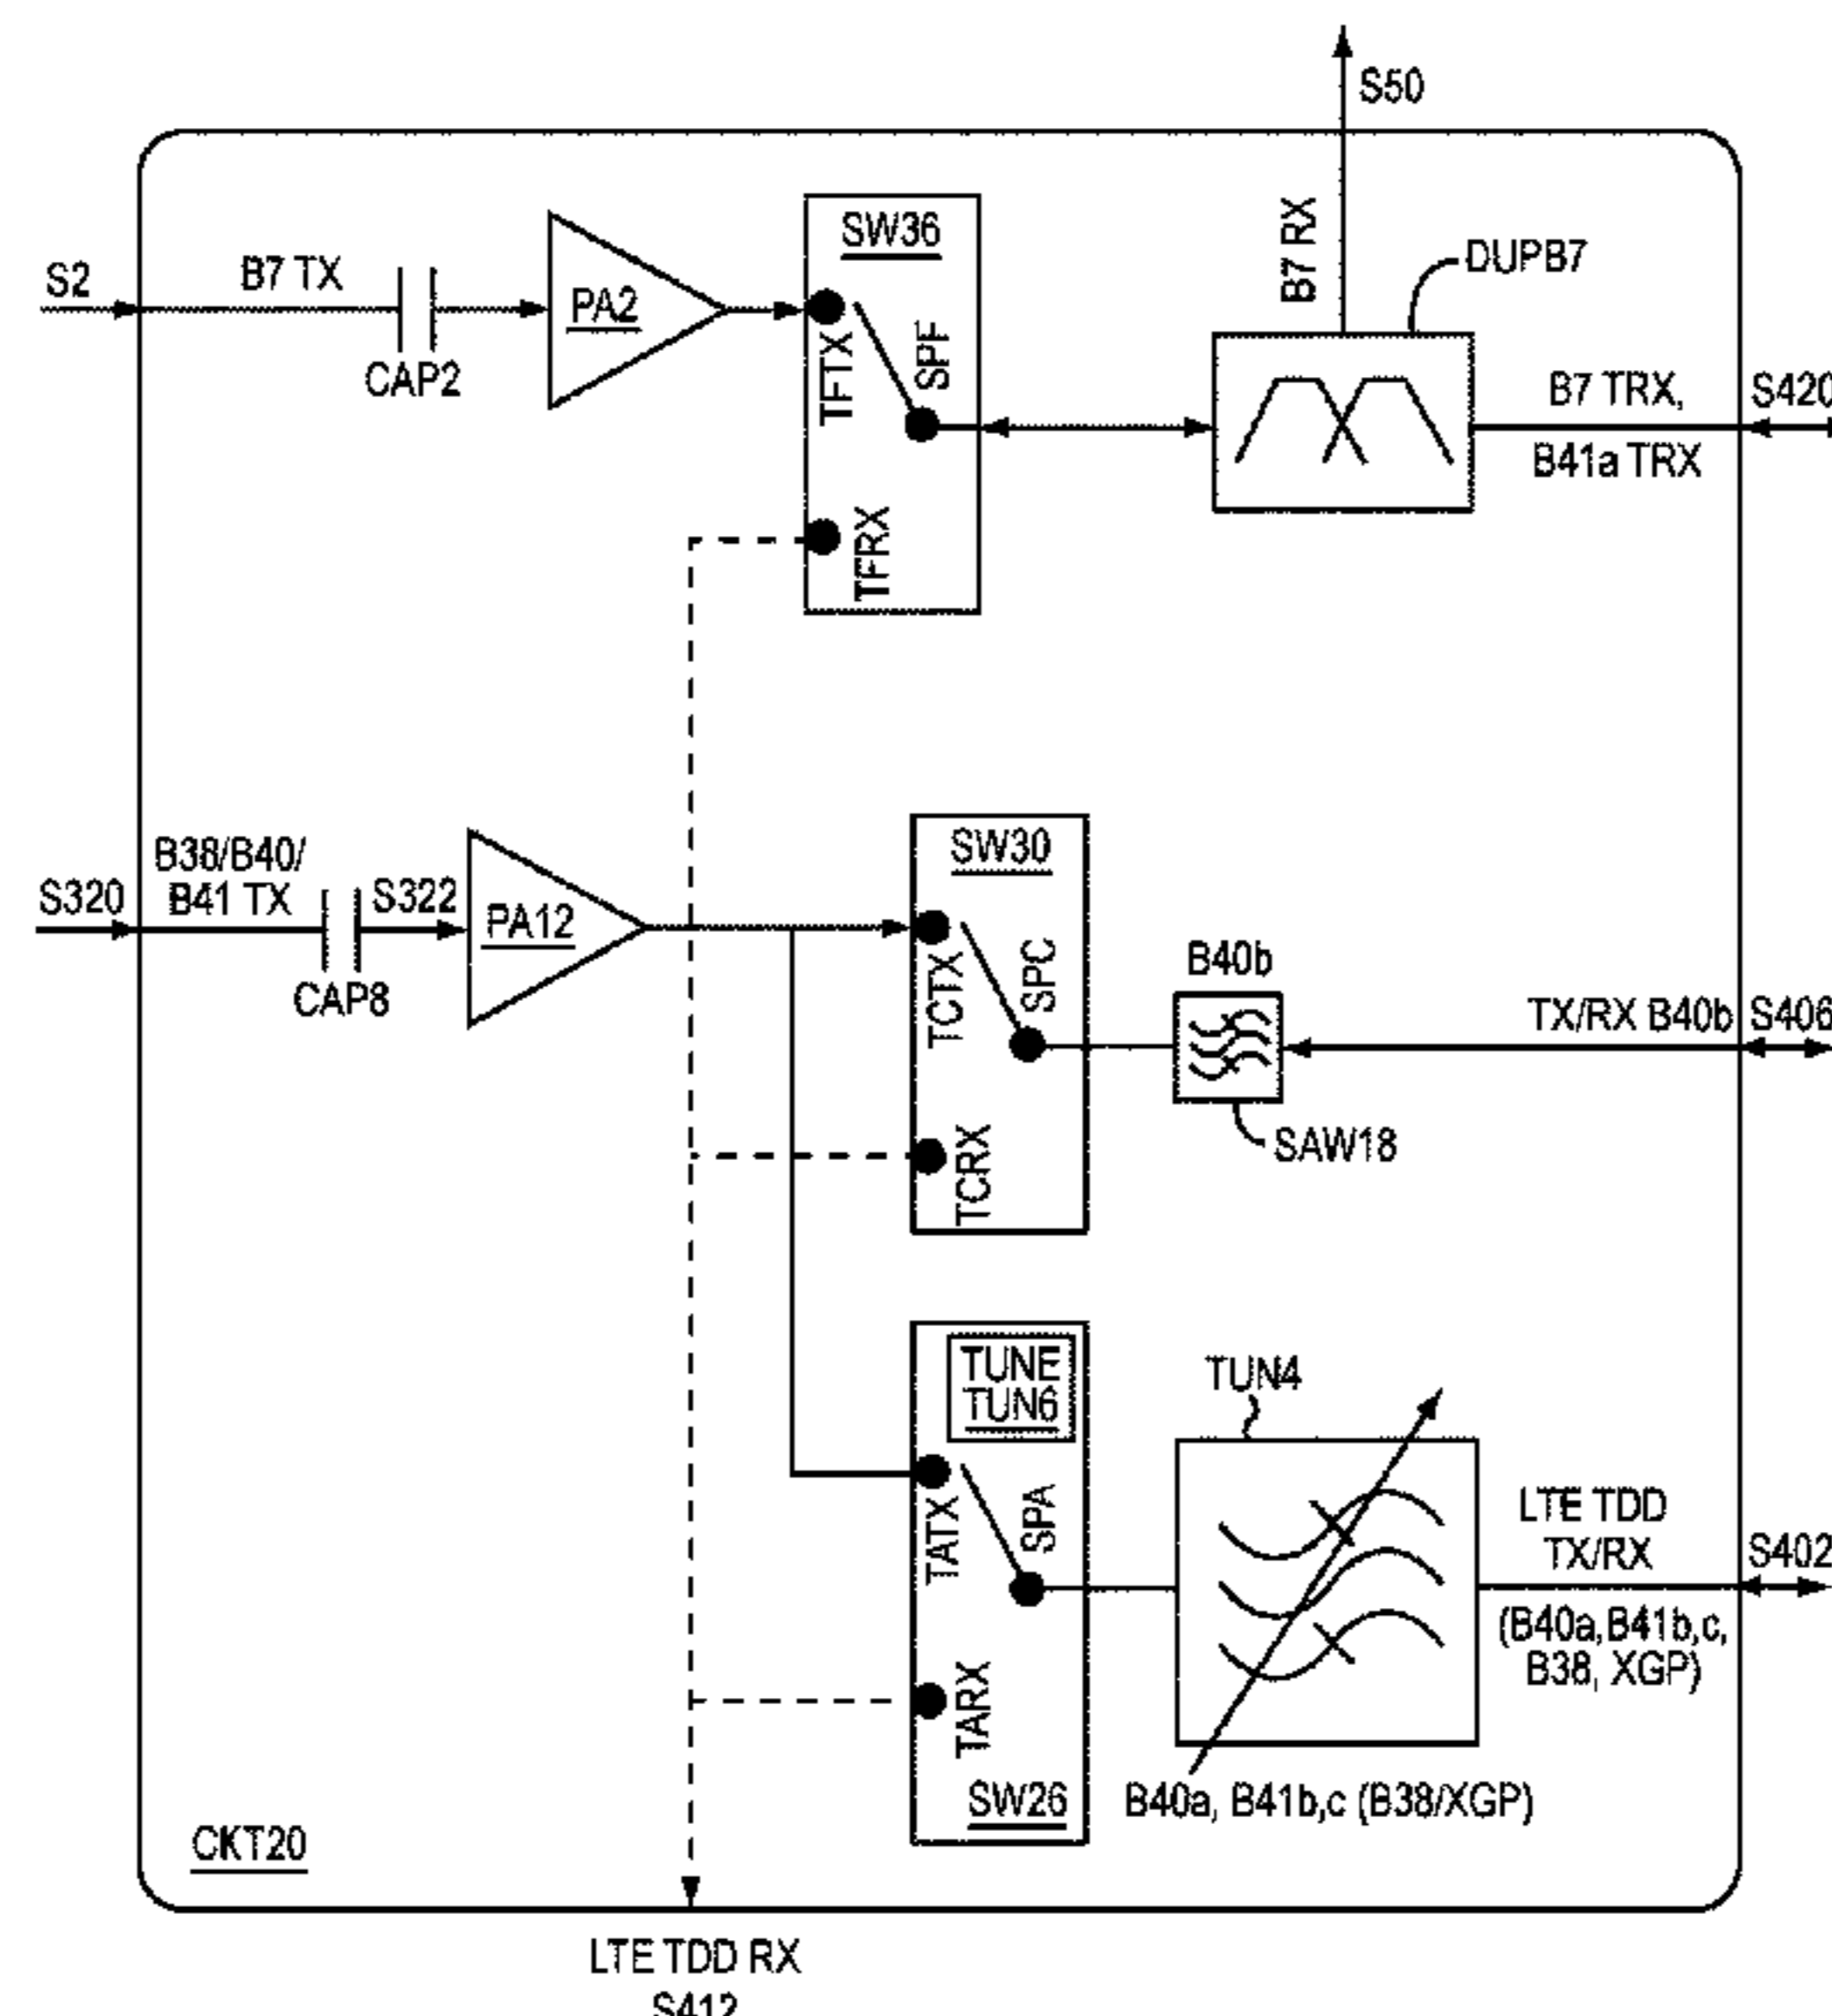 S50
B7 RX
DUPB7
S2
B7 TX
CAP2
PA2
SW36
TFTX
SPF
TFRX
B7 TRX,
B41a TRX
S420
S320
B38/B40/
B41 TX
CAP8
S322
PA12
SW30
TCTX
SPC
TCRX
B40b
SAW18
TX/RX B40b
S406
TUNE
TUN6
TATX
SPA
TARX
SW26
TUN4
B40a, B41b,c (B38/XGP)
LTE TDD
TX/RX
(B40a,B41b,c,
B38, XGP)
S402
CKT20
LTE TDD RX
S412